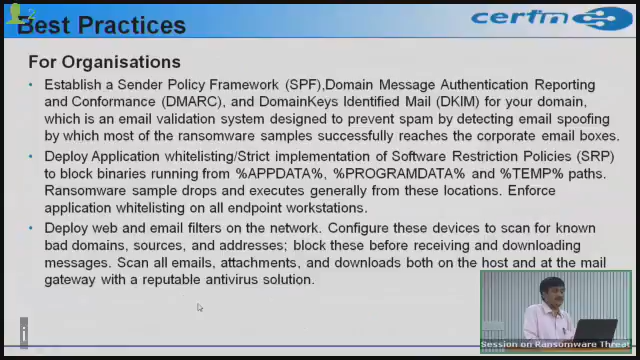 Best Practices
For Organisations
• Establish a Sender Policy Framework (SPF),Domain Message Authentication Reporting
and Conformance (DMARC), and DomainKeys Identified Mail (DKIM) for your domain,
which is an email validation system designed to prevent spam by detecting email spoofing
by which most of the ransomware samples successfully reaches the corporate email boxes.
• Deploy Application whitelisting/Strict implementation of Software Restriction Policies (SRP)
to block binaries running from %APPDATA%, %PROGRAMDATA% and %TEMP% paths.
Ransomware sample drops and executes generally from these locations. Enforce
application whitelisting on all endpoint workstations.
• Deploy web and email filters on the network. Configure these devices to scan for known
bad domains, sources, and addresses; block these before receiving and downloading
messages. Scan all emails, attachments, and downloads both on the host and at the mail
gateway with a reputable antivirus solution.
Session on Ransomware Threat